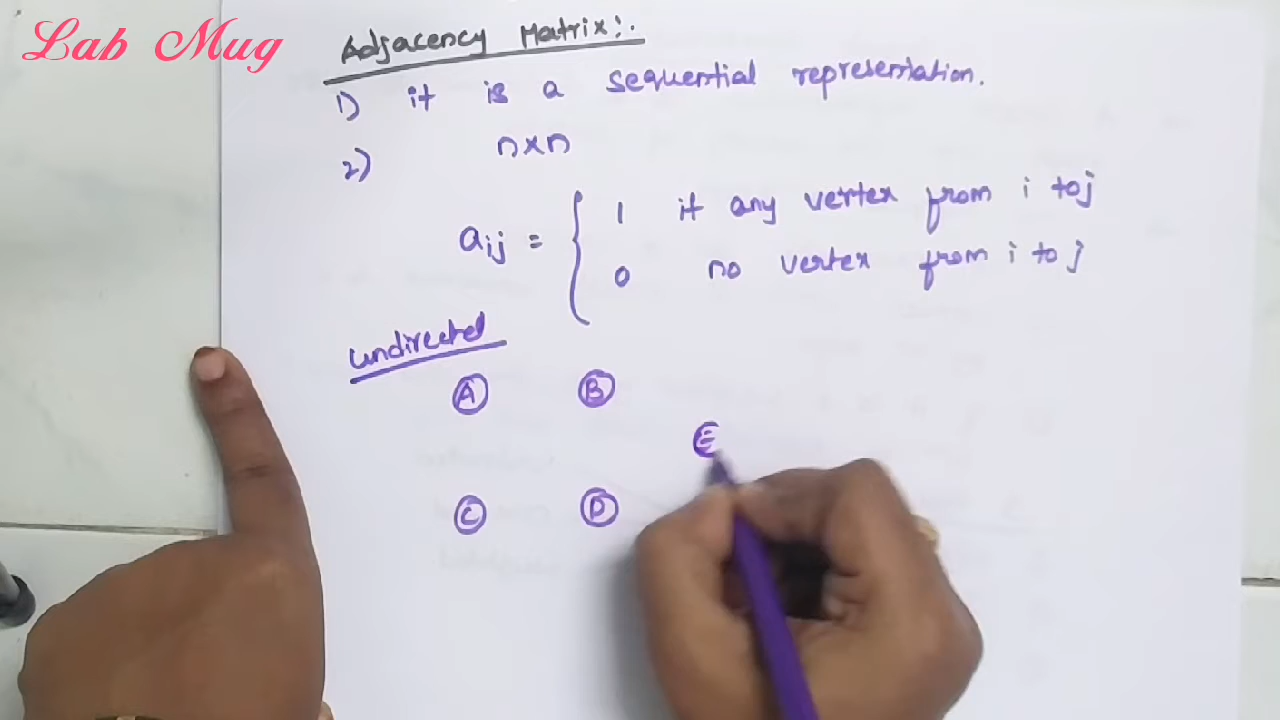 Lab Mug
Adjacency Matrix:.
1) it is a sequential representation.
2) n×n
aij = { 1 if any vertex from i to j
0 no vertex from i to j
undirected
A B
E
C D